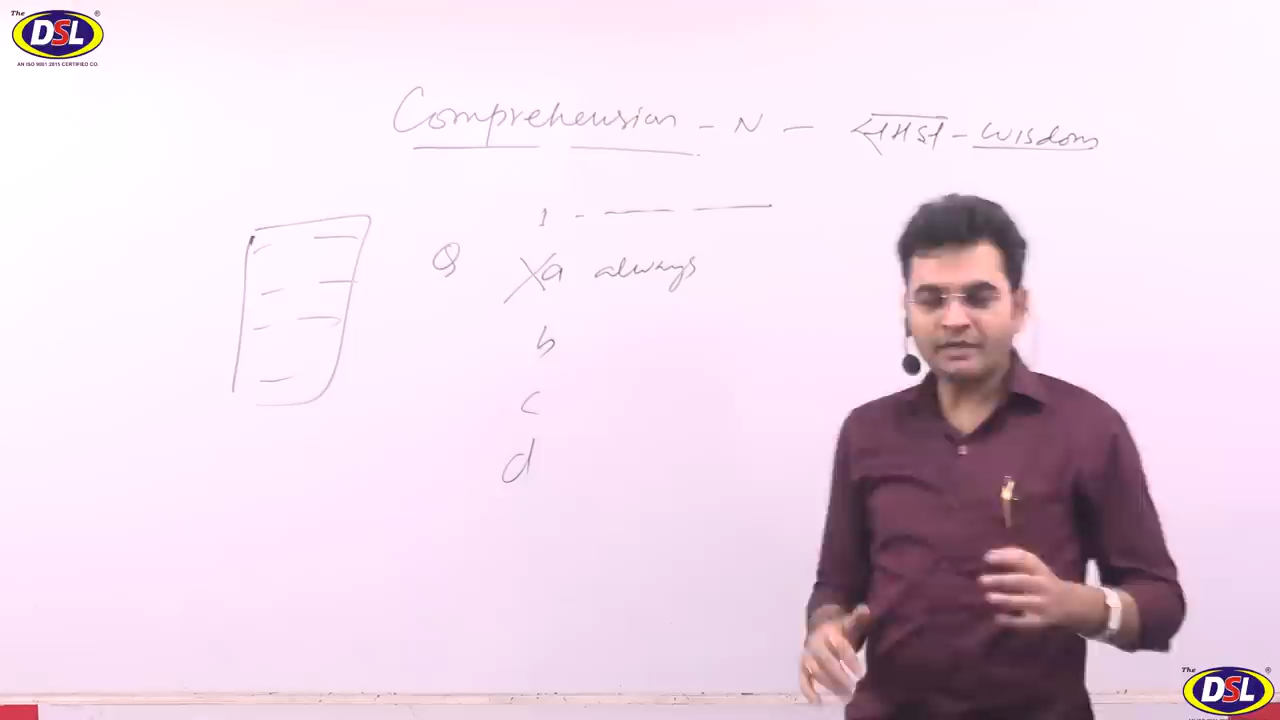 The DSL ®
AN ISO 9001:2015 CERTIFIED CO.
Comprehension - N - समझ - Wisdom
1 -
Q a always
b
c
d
The DSL ®